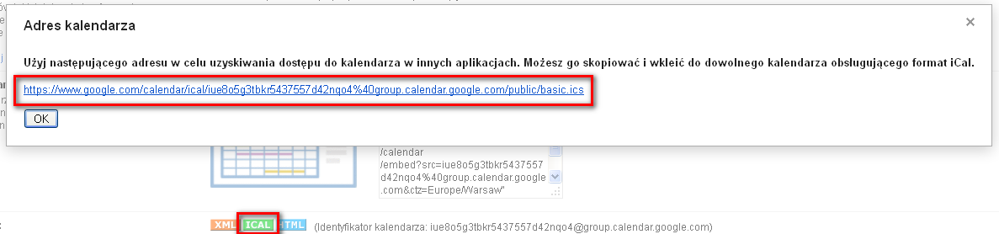 Adres kalendarza
×
Użyj następującego adresu w celu uzyskiwania dostępu do kalendarza w innych aplikacjach. Możesz go skopiować i wkleić do dowolnego kalendarza obsługującego format iCal.
https://www.google.com/calendar/ical/iue8o5g3tbkr5437557d42nqo4%40group.calendar.google.com/public/basic.ics
OK
/calendar
/embed?src=iue8o5g3tbkr5437557
d42nqo4%40group.calendar.google
.com&ctz=Europe/Warsaw"
XML ICAL HTML (Identyfikator kalendarza: iue8o5g3tbkr5437557d42nqo4@group.calendar.google.com)